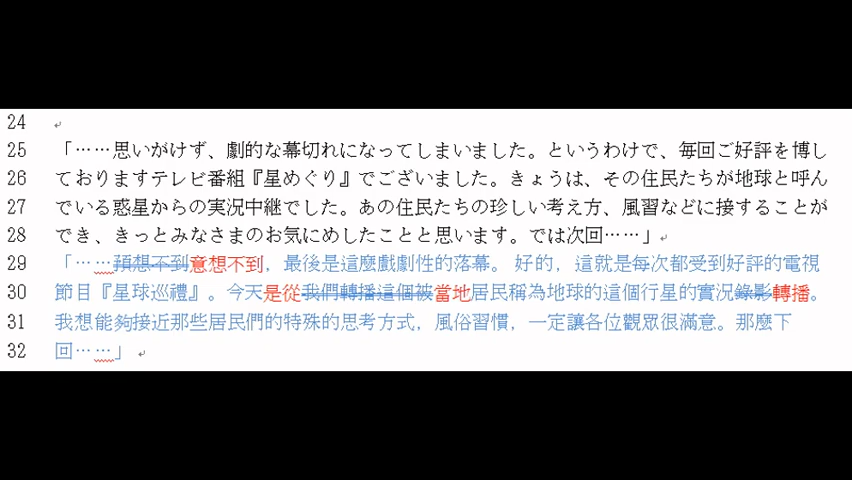 24
25 「……思いがけず、劇的な幕切れになってしまいました。というわけで、毎回ご好評を博し
26 ておりますテレビ番組『星めぐり』でございました。きょうは、その住民たちが地球と呼ん
27 でいる惑星からの実況中継でした。あの住民たちの珍しい考え方、風習などに接することが
28 でき、きっとみなさまのお気にめしたことと思います。では次回……」
29 「……預想不到意想不到，最後是這麼戲劇性的落幕。 好的，這就是每次都受到好評的電視
30 節目『星球巡禮』。今天是從我們轉播這個被當地居民稱為地球的這個行星的實況錄影轉播。
31 我想能夠接近那些居民們的特殊的思考方式，風俗習慣，一定讓各位觀眾很滿意。那麼下
32 回……」